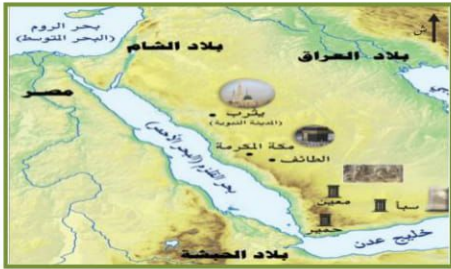 بحر الروم
(البحر المتوسط)
بلاد الشام
بلاد العراق
ش
مصر
يثرب
(المدينة النبوية)
مكة المكرمة
الطائف
بحر القلزم (البحر الأحمر)
معين
سبأ
حمير
خليج عدن
بلاد الحبشة